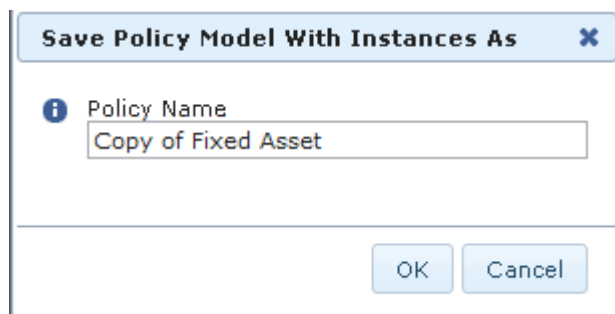 Save Policy Model With Instances As
Policy Name
Copy of Fixed Asset
OK Cancel